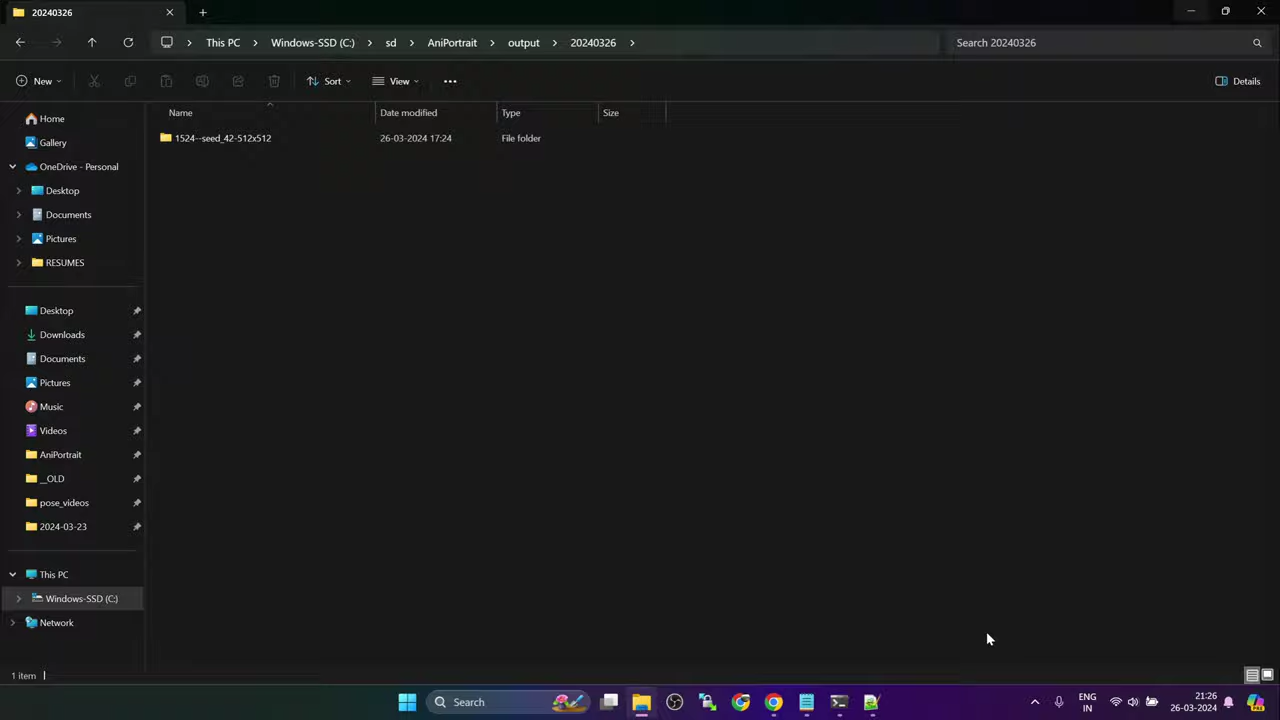 20240326
This PC
Windows-SSD (C:)
sd
AniPortrait
output
20240326
Search 20240326
New
Sort
View
Details
Name
Date modified
Type
Size
1524--seed_42-512x512
26-03-2024 17:24
File folder
Home
Gallery
OneDrive - Personal
Desktop
Documents
Pictures
RESUMES
Desktop
Downloads
Documents
Pictures
Music
Videos
AniPortrait
__OLD
pose_videos
2024-03-23
This PC
Windows-SSD (C:)
Network
1 item
Search
ENG
IN
21:26
26-03-2024